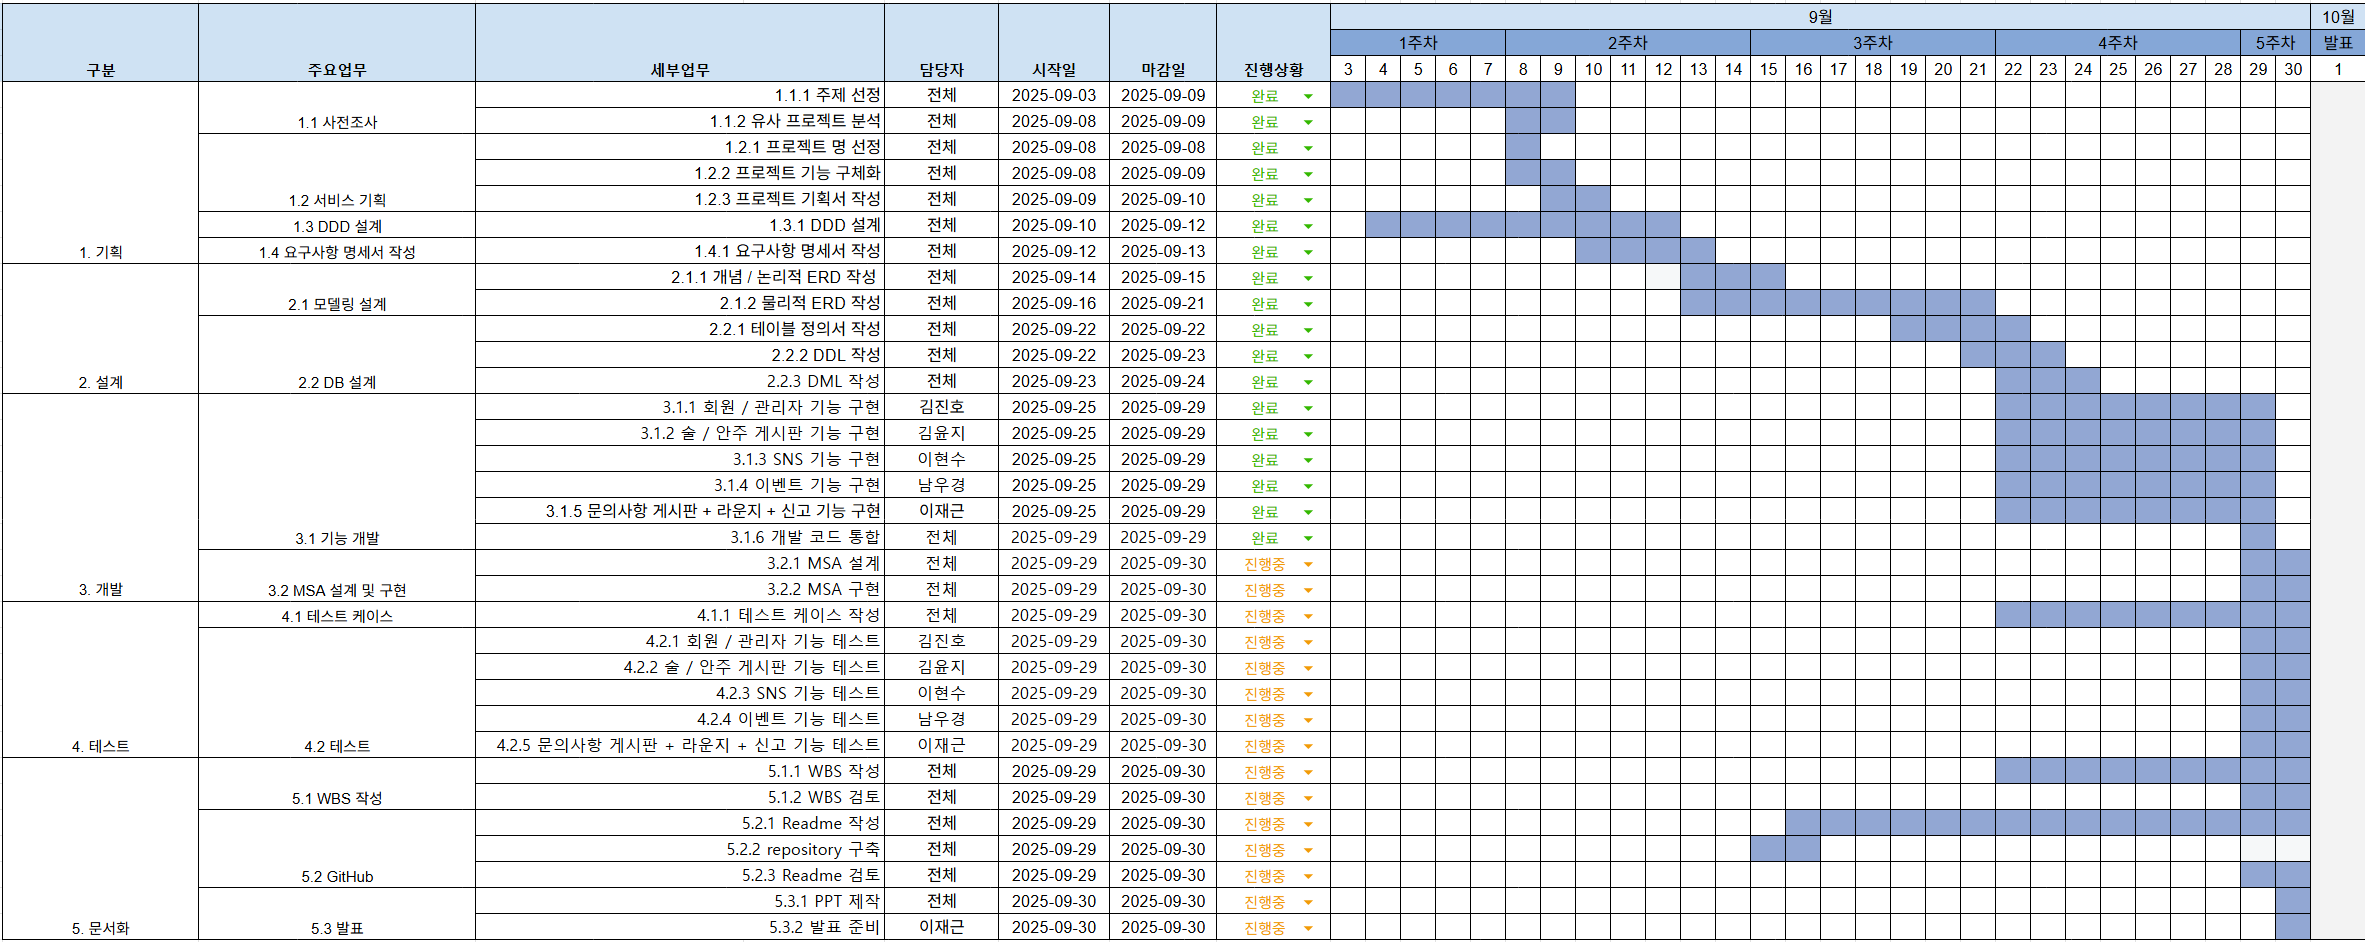 9월 10월
1주차 2주차 3주차 4주차 5주차 발표
구분 주요업무 세부업무 담당자 시작일 마감일 진행상황 3 4 5 6 7 8 9 10 11 12 13 14 15 16 17 18 19 20 21 22 23 24 25 26 27 28 29 30 1
1.1.1 주제 선정 전체 2025-09-03 2025-09-09 완료
1.1 사전조사 1.1.2 유사 프로젝트 분석 전체 2025-09-08 2025-09-09 완료
1.2.1 프로젝트 명 선정 전체 2025-09-08 2025-09-08 완료
1.2.2 프로젝트 기능 구체화 전체 2025-09-08 2025-09-09 완료
1.2 서비스 기획 1.2.3 프로젝트 기획서 작성 전체 2025-09-09 2025-09-10 완료
1.3 DDD 설계 1.3.1 DDD 설계 전체 2025-09-10 2025-09-12 완료
1. 기획 1.4 요구사항 명세서 작성 1.4.1 요구사항 명세서 작성 전체 2025-09-12 2025-09-13 완료
2.1.1 개념 / 논리적 ERD 작성 전체 2025-09-14 2025-09-15 완료
2.1 모델링 설계 2.1.2 물리적 ERD 작성 전체 2025-09-16 2025-09-21 완료
2.2.1 테이블 정의서 작성 전체 2025-09-22 2025-09-22 완료
2.2.2 DDL 작성 전체 2025-09-22 2025-09-23 완료
2. 설계 2.2 DB 설계 2.2.3 DML 작성 전체 2025-09-23 2025-09-24 완료
3.1.1 회원 / 관리자 기능 구현 김진호 2025-09-25 2025-09-29 완료
3.1.2 술 / 안주 게시판 기능 구현 김윤지 2025-09-25 2025-09-29 완료
3.1.3 SNS 기능 구현 이현수 2025-09-25 2025-09-29 완료
3.1.4 이벤트 기능 구현 남우경 2025-09-25 2025-09-29 완료
3.1.5 문의사항 게시판 + 라운지 + 신고 기능 구현 이재근 2025-09-25 2025-09-29 완료
3.1 기능 개발 3.1.6 개발 코드 통합 전체 2025-09-29 2025-09-29 완료
3.2.1 MSA 설계 전체 2025-09-29 2025-09-30 진행중
3. 개발 3.2 MSA 설계 및 구현 3.2.2 MSA 구현 전체 2025-09-29 2025-09-30 진행중
4.1 테스트 케이스 4.1.1 테스트 케이스 작성 전체 2025-09-29 2025-09-30 진행중
4.2.1 회원 / 관리자 기능 테스트 김진호 2025-09-29 2025-09-30 진행중
4.2.2 술 / 안주 게시판 기능 테스트 김윤지 2025-09-29 2025-09-30 진행중
4.2.3 SNS 기능 테스트 이현수 2025-09-29 2025-09-30 진행중
4.2.4 이벤트 기능 테스트 남우경 2025-09-29 2025-09-30 진행중
4. 테스트 4.2 테스트 4.2.5 문의사항 게시판 + 라운지 + 신고 기능 테스트 이재근 2025-09-29 2025-09-30 진행중
5.1.1 WBS 작성 전체 2025-09-29 2025-09-30 진행중
5.1 WBS 작성 5.1.2 WBS 검토 전체 2025-09-29 2025-09-30 진행중
5.2.1 Readme 작성 전체 2025-09-29 2025-09-30 진행중
5.2.2 repository 구축 전체 2025-09-29 2025-09-30 진행중
5.2 GitHub 5.2.3 Readme 검토 전체 2025-09-29 2025-09-30 진행중
5.3.1 PPT 제작 전체 2025-09-30 2025-09-30 진행중
5. 문서화 5.3 발표 5.3.2 발표 준비 이재근 2025-09-30 2025-09-30 진행중